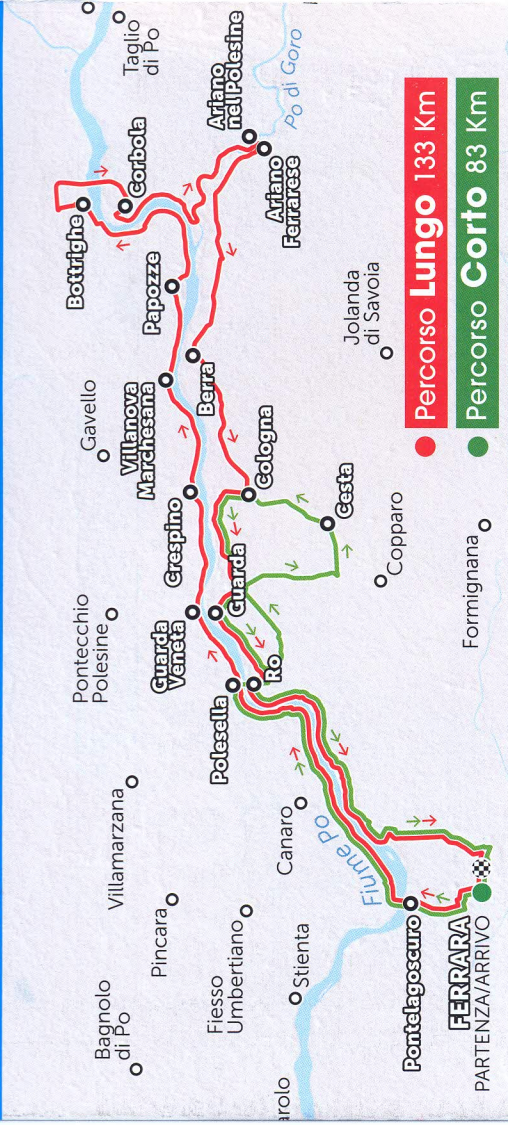 Bagnolo
di Po
Pincara
Villamarzana
Pontecchio
Polesine
Gavello
Bottrighe
Taglio
di Po
Fiesso
Umbertiano
Polesella
Guarda
Veneta
Crespino
Villanova
Marchesana
Papozze
Corbola
Berra
Ariano
nel Polesine
Po di Goro
arolo
Stienta
Canaro
Ro
Guarda
Cologna
Ariano
Ferrarese
Fiume Po
Cesta
Jolanda
di Savoia
Pontelagoscuro
Copparo
Percorso Lungo 133 Km
FERRARA
PARTENZA/ARRIVO
Formignana
Percorso Corto 83 Km